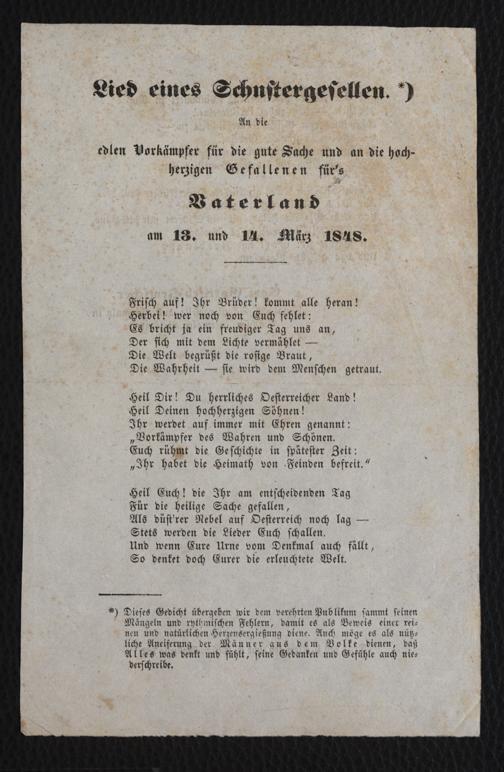 Lied eines Schustergesellen. *)
An die
edlen Vorkämpfer für die gute Sache und an die hoch-
herzigen Gefallenen für's
Vaterland
am 13. und 14. März 1848.
Frisch auf! Ihr Brüder! kommt alle heran!
Herbei! wer noch von Euch fehlet:
Es bricht ja ein freudiger Tag uns an,
Der sich mit dem Lichte vermählet —
Die Welt begrüßt die rosige Braut,
Die Wahrheit — sie wird dem Menschen getraut.
Heil Dir! Du herrliches Oesterreicher Land!
Heil Deinen hochherzigen Söhnen!
Ihr werdet auf immer mit Ehren genannt:
„Vorkämpfer des Wahren und Schönen.
Euch rühmt die Geschichte in spätester Zeit:
„Ihr habet die Heimath von Feinden befreit.“
Heil Euch! die Ihr am entscheidenden Tag
Für die heilige Sache gefallen,
Als düst'rer Nebel auf Oesterreich noch lag —
Stets werden die Lieder Euch schallen.
Und wenn Eure Urne vom Denkmal auch fällt,
So denket doch Eurer die erleuchtete Welt.
*) Dieses Gedicht übergeben wir dem verehrten Publikum sammt seinen
Mängeln und rythmischen Fehlern, damit es als Beweis einer rei-
nen und natürlichen Herzensergießung diene. Auch möge es als nütz-
liche Aneiferung der Männer aus dem Volke dienen, daß
Alles was denkt und fühlt, seine Gedanken und Gefühle auch nie-
derschreibe.